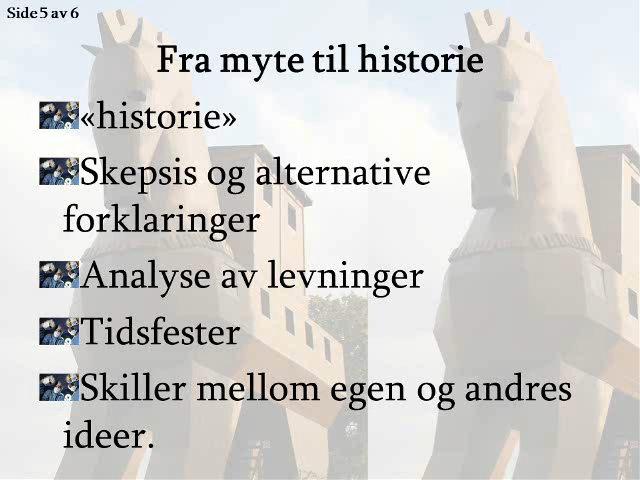 Side 5 av 6
Fra myte til historie
«historie»
Skepsis og alternative
forklaringer
Analyse av levninger
Tidsfester
Skiller mellom egen og andres
ideer.